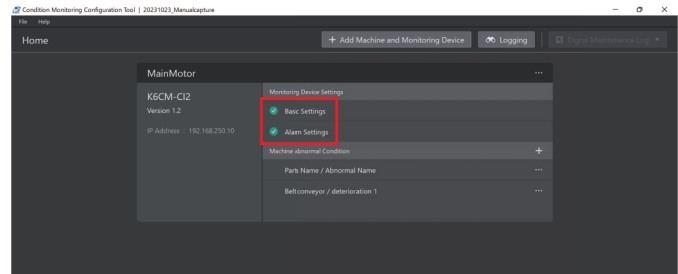 Condition Monitoring Configuration Tool | 20231023_Manualcapture
File Help
Home
+ Add Machine and Monitoring Device
Logging
Digital Maintenance Log
MainMotor
K6CM-CI2
Version 1.2
IP Address : 192.168.250.10
Monitoring Device Settings
Basc Settings
Alam Settings
Machine abnormal Condition
Parts Name / Abnormal Name
Beltconveyor / deterioration 1